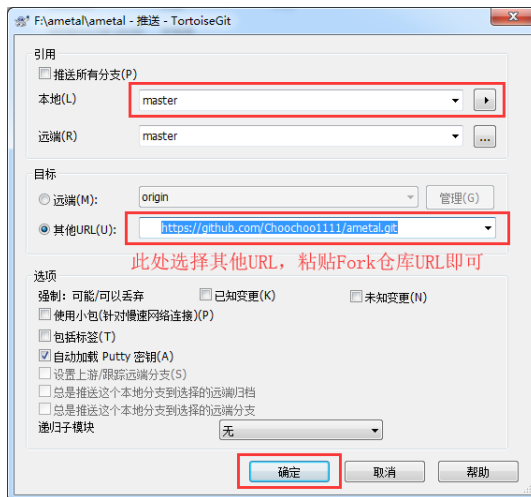 F:\ametal\ametal - 推送 - TortoiseGit
引用
推送所有分支(P)
本地(L) master
远端(R) master ...
目标
远端(M): origin 管理(G)
其他URL(U): https://github.com/Choochoo1111/ametal.git
此处选择其他URL，粘贴Fork仓库URL即可
选项
强制：可能/可以丢弃 已知变更(K) 未知变更(N)
使用小包(针对慢速网络连接)(P)
包括标签(T)
自动加载 Putty 密钥(A)
设置上游/跟踪远端分支(S)
总是推送这个本地分支到选择的远端归档
总是推送这个本地分支到选择的远端分支
递归子模块 无
确定 取消 帮助